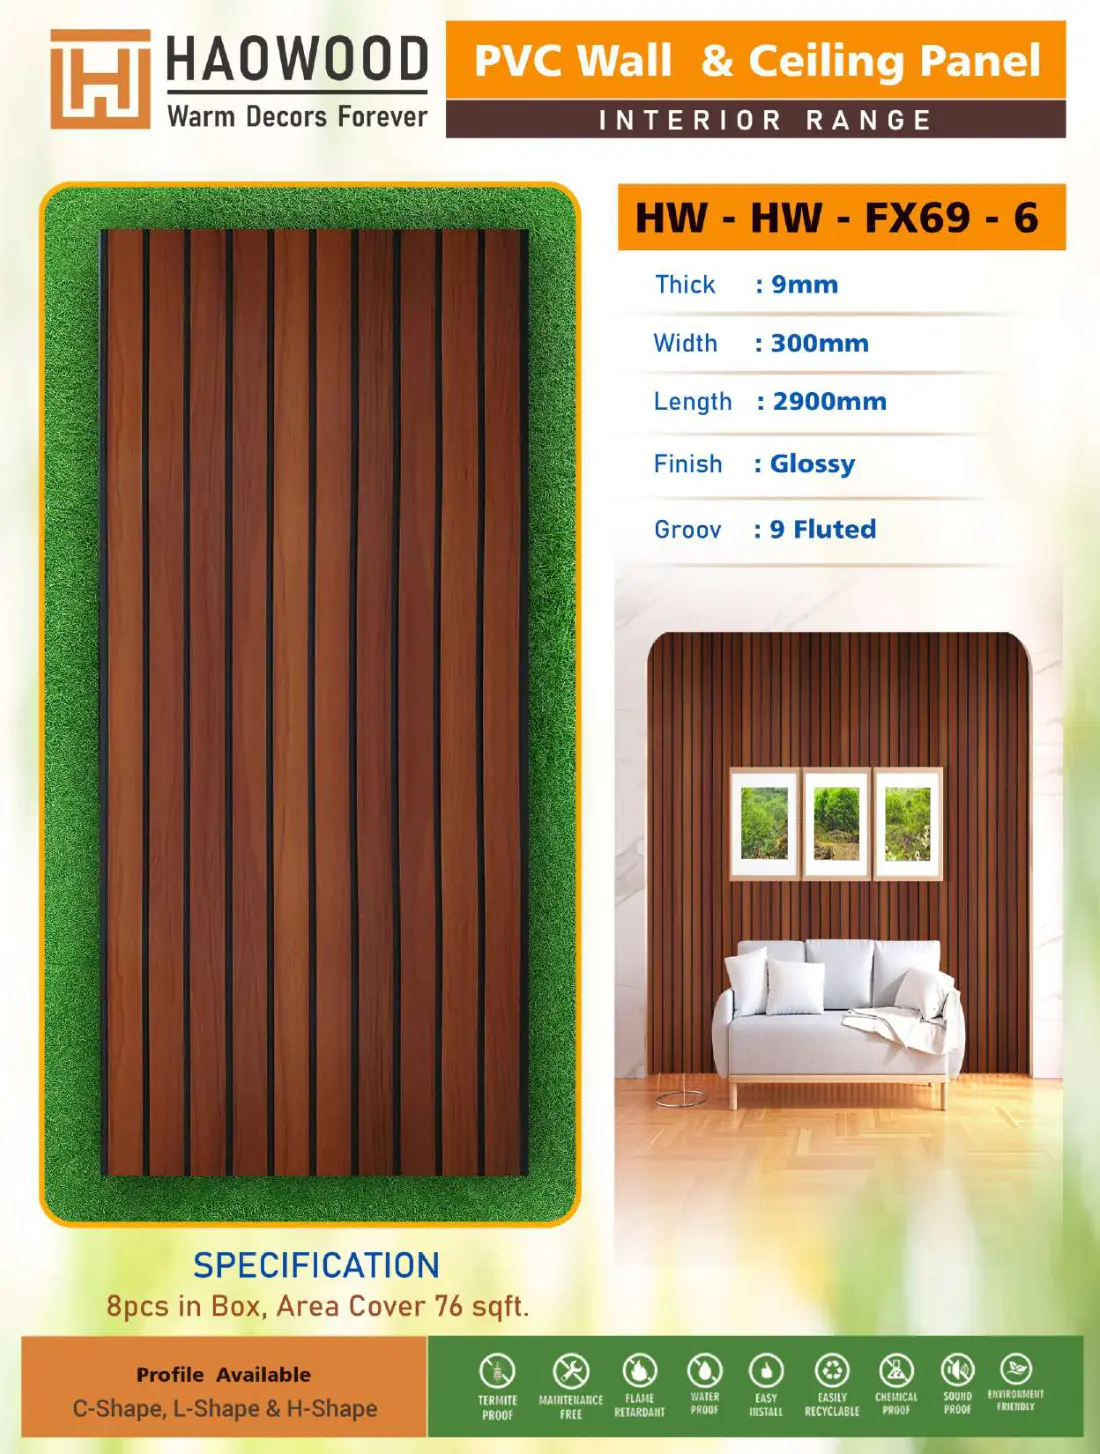 HAOWOOD
Warm Decors Forever
PVC Wall & Ceiling Panel
INTERIOR RANGE
HW - HW - FX69 - 6
Thick : 9mm
Width : 300mm
Length : 2900mm
Finish : Glossy
Groov : 9 Fluted
SPECIFICATION
8pcs in Box, Area Cover 76 sqft.
Profile Available
C-Shape, L-Shape & H-Shape
TERMITE
PROOF
MAINTENANCE
FREE
FLAME
RETARDANT
WATER
PROOF
EASY
INSTALL
EASILY
RECYCLABLE
CHEMICAL
PROOF
SOUND
PROOF
ENVIRONMENT
FRIENDLY